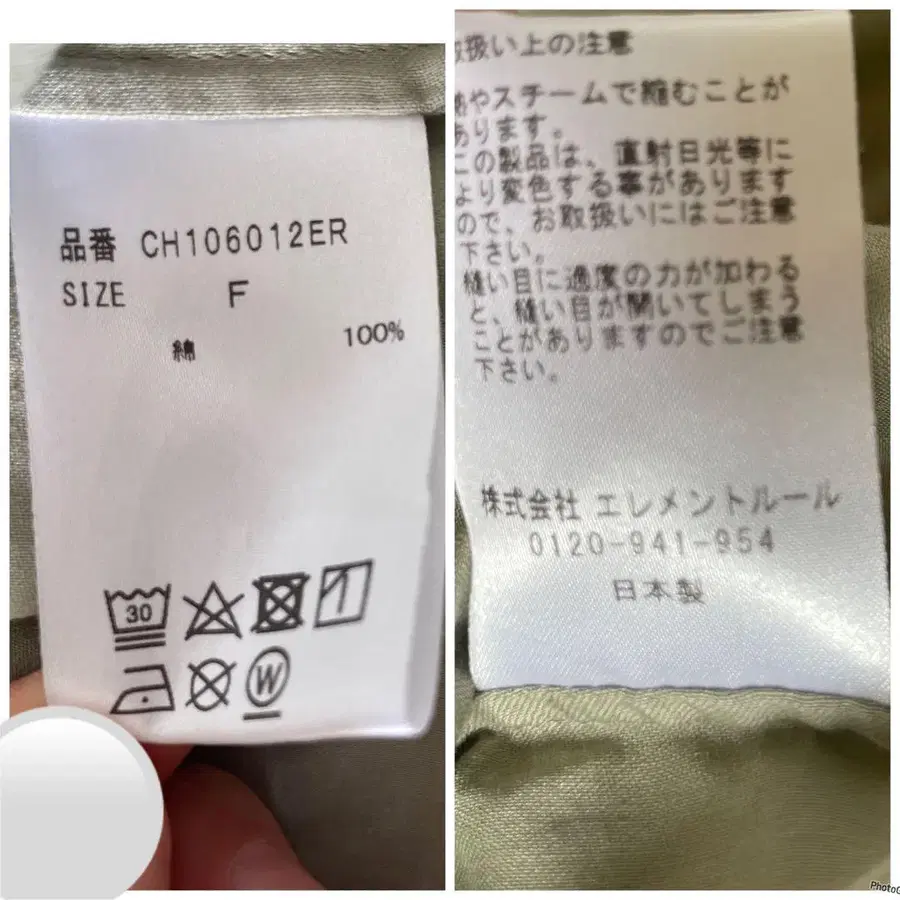 品番 CH106012ER
SIZE F
綿 100%
30
W
取扱い上の注意
熱やスチームで縮むことが
あります。
この製品は、直射日光等に
より変色する事があります
ので、お取扱いにはご注意
下さい。
縫い目に過度の力が加わる
と、縫い目が開いてしまう
ことがありますのでご注意
下さい。
株式会社 エレメントルール
0120-941-954
日本製